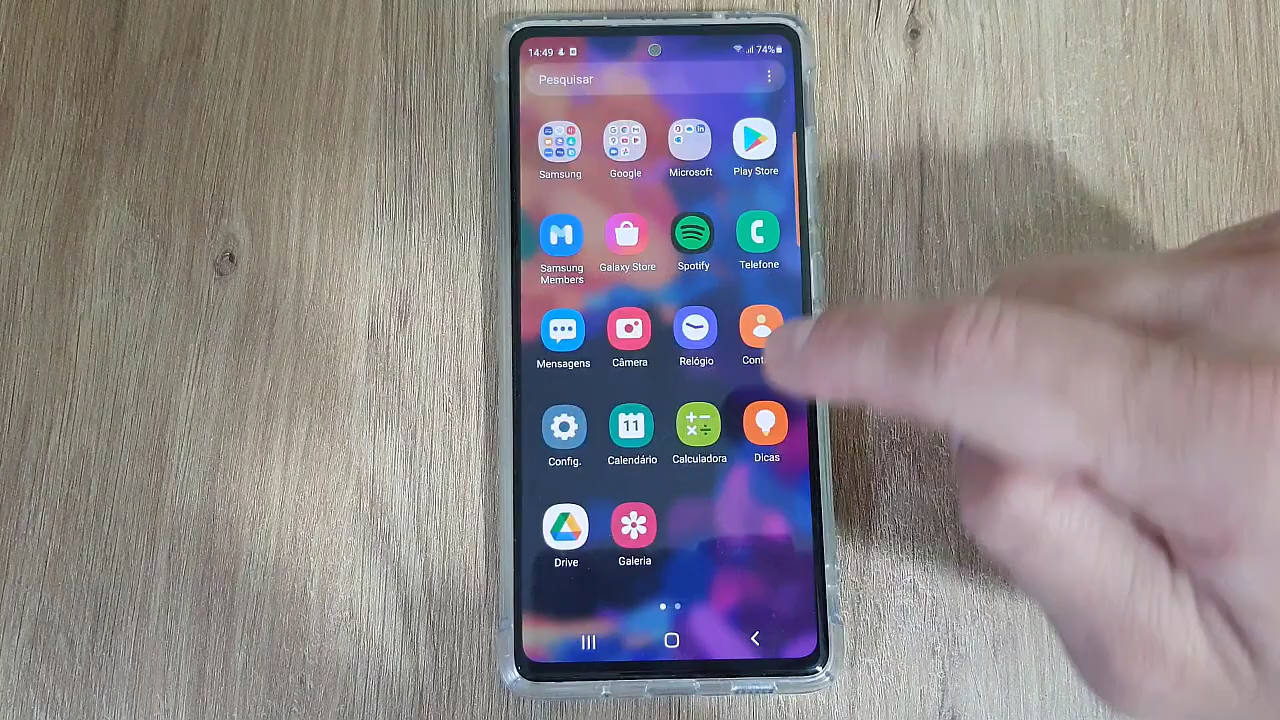 14:49 74%
Pesquisar
Samsung Google Microsoft Play Store
Samsung Members Galaxy Store Spotify Telefone
Mensagens Câmera Relógio Cont
Config. Calendário Calculadora Dicas
11
Drive Galeria